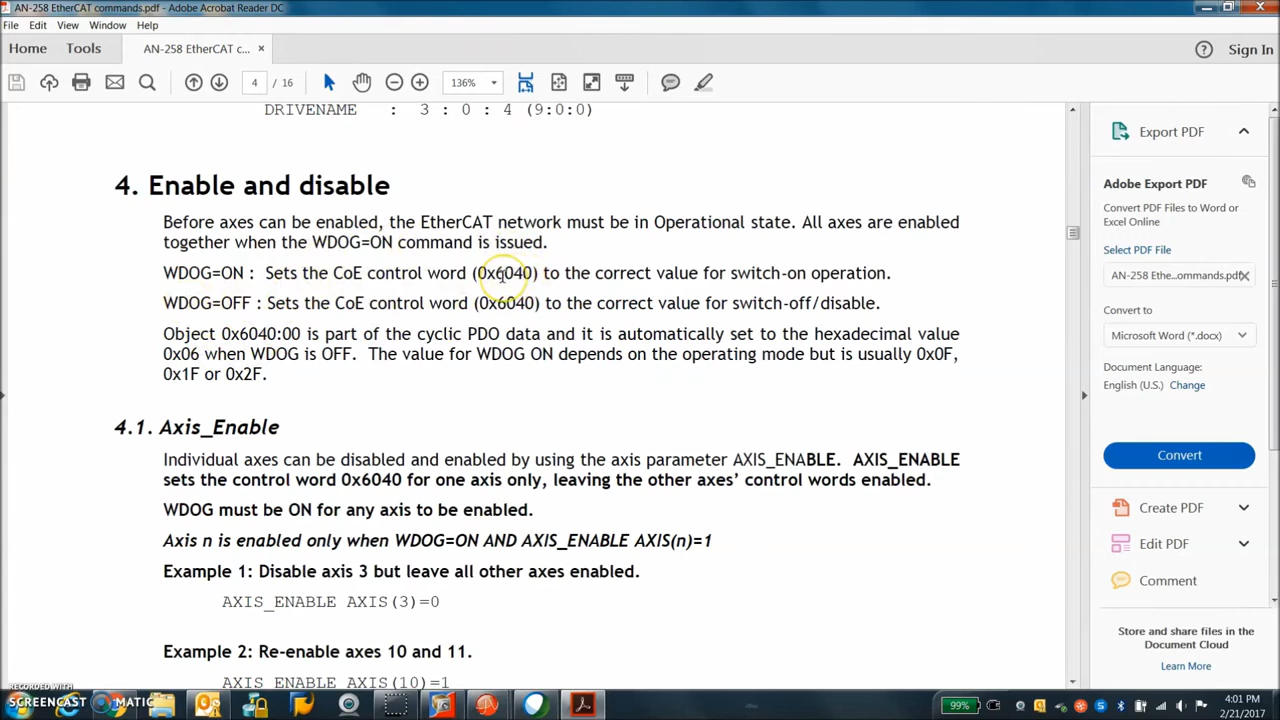 AN-258 EtherCAT commands.pdf - Adobe Acrobat Reader DC
File Edit View Window Help
Home Tools AN-258 EtherCAT c... × Sign In
4 / 16 136%
DRIVENAME : 3 : 0 : 4 (9:0:0)
4. Enable and disable
Before axes can be enabled, the EtherCAT network must be in Operational state. All axes are enabled
together when the WDOG=ON command is issued.
WDOG=ON : Sets the CoE control word (0x6040) to the correct value for switch-on operation.
WDOG=OFF : Sets the CoE control word (0x6040) to the correct value for switch-off/disable.
Object 0x6040:00 is part of the cyclic PDO data and it is automatically set to the hexadecimal value
0x06 when WDOG is OFF. The value for WDOG ON depends on the operating mode but is usually 0x0F,
0x1F or 0x2F.
4.1. Axis_Enable
Individual axes can be disabled and enabled by using the axis parameter AXIS_ENABLE. AXIS_ENABLE
sets the control word 0x6040 for one axis only, leaving the other axes’ control words enabled.
WDOG must be ON for any axis to be enabled.
Axis n is enabled only when WDOG=ON AND AXIS_ENABLE AXIS(n)=1
Example 1: Disable axis 3 but leave all other axes enabled.
AXIS_ENABLE AXIS(3)=0
Example 2: Re-enable axes 10 and 11.
AXIS ENABLE AXIS(10)=1
Export PDF
Adobe Export PDF
Convert PDF Files to Word or
Excel Online
Select PDF File
AN-258 Ethe...ommands.pdf ×
Convert to
Microsoft Word (*.docx)
Document Language:
English (U.S.) Change
Convert
Create PDF
Edit PDF
Comment
Store and share files in the
Document Cloud
Learn More
RECORDED WITH
SCREENCAST MATIC
99%
4:01 PM
2/21/2017